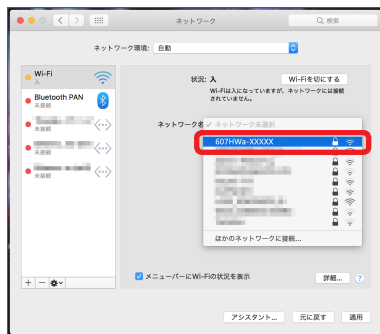 ネットワーク
検索
ネットワーク環境: 自動
Wi-Fi
入
Bluetooth PAN
未接続
未接続
未接続
未接続
状況: 入
Wi-Fiを切にする
Wi-Fiは入になっていますが、ネットワークには接続
されていません。
ネットワーク名
✓ ネットワーク未選択
607HWa-XXXXX
ほかのネットワークに接続...
メニューバーにWi-Fiの状況を表示
詳細...
?
アシスタント...
元に戻す
適用